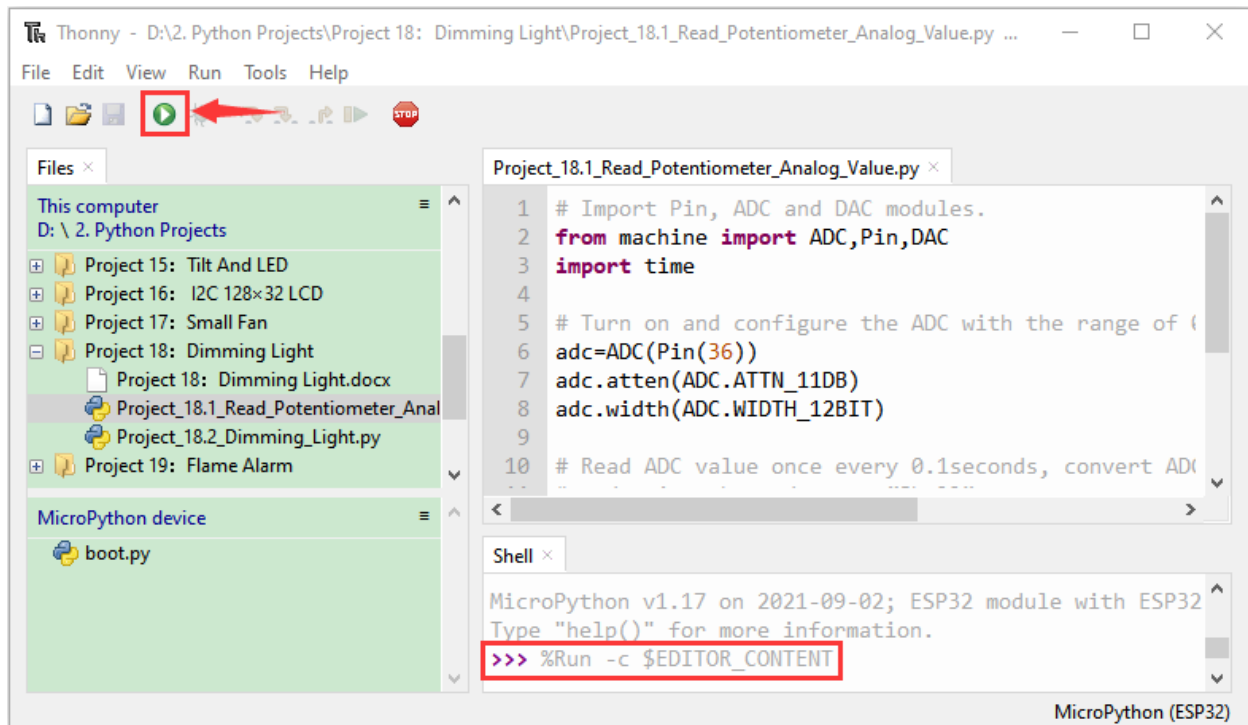 Thonny - D:\2. Python Projects\Project 18: Dimming Light\Project_18.1_Read_Potentiometer_Analog_Value.py ...
File Edit View Run Tools Help
STOP
Files
This computer
D: \ 2. Python Projects
Project 15: Tilt And LED
Project 16: I2C 128×32 LCD
Project 17: Small Fan
Project 18: Dimming Light
Project 18: Dimming Light.docx
Project_18.1_Read_Potentiometer_Anal
Project_18.2_Dimming_Light.py
Project 19: Flame Alarm
MicroPython device
boot.py
Project_18.1_Read_Potentiometer_Analog_Value.py
1 # Import Pin, ADC and DAC modules.
2 from machine import ADC,Pin,DAC
3 import time
4
5 # Turn on and configure the ADC with the range of
6 adc=ADC(Pin(36))
7 adc.atten(ADC.ATTN_11DB)
8 adc.width(ADC.WIDTH_12BIT)
9
10 # Read ADC value once every 0.1seconds, convert ADC
Shell
MicroPython v1.17 on 2021-09-02; ESP32 module with ESP32
Type "help()" for more information.
>>> %Run -c $EDITOR_CONTENT
MicroPython (ESP32)